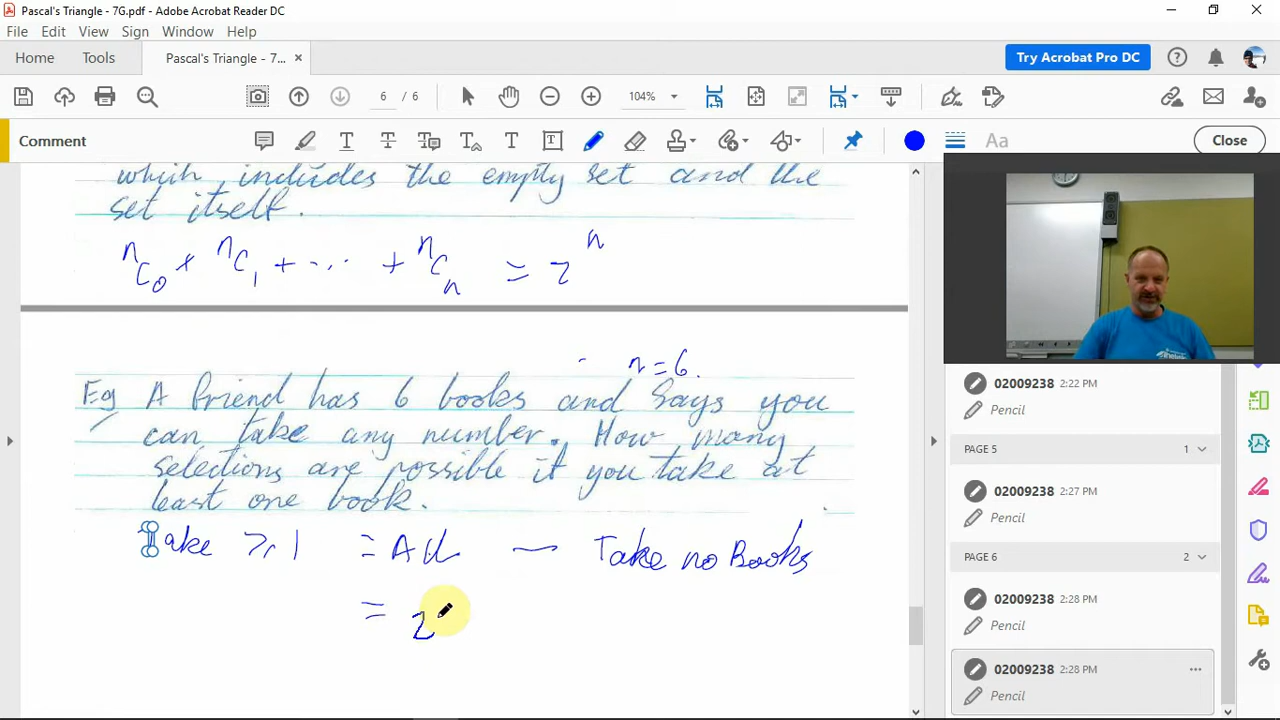 Pascal's Triangle - 7G.pdf - Adobe Acrobat Reader DC
File Edit View Sign Window Help
Home Tools Pascal's Triangle - 7... × Try Acrobat Pro DC
6 / 6 104%
Comment Aa Close
which includes the empty set and the
set itself.
ⁿC₀ + ⁿC₁ + ... + ⁿCₙ = 2ⁿ
n=6.
Eg A Friend has 6 books and Says you
can take any number. How many
selections are possible if you take at
least one book.
Take ≥ 1 = All — Take no Books
= 2
02009238 2:22 PM
Pencil
PAGE 5 1
02009238 2:27 PM
Pencil
PAGE 6 2
02009238 2:28 PM
Pencil
02009238 2:28 PM
Pencil